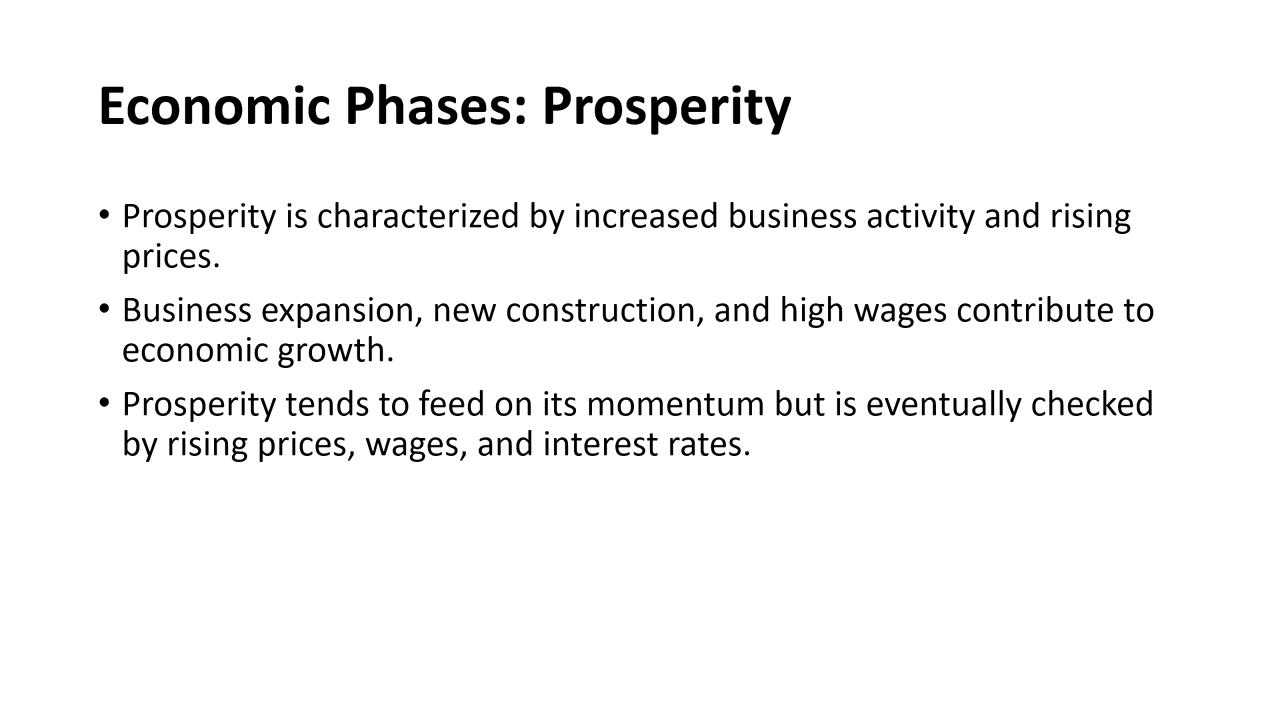 Economic Phases: Prosperity
• Prosperity is characterized by increased business activity and rising
prices.
• Business expansion, new construction, and high wages contribute to
economic growth.
• Prosperity tends to feed on its momentum but is eventually checked
by rising prices, wages, and interest rates.